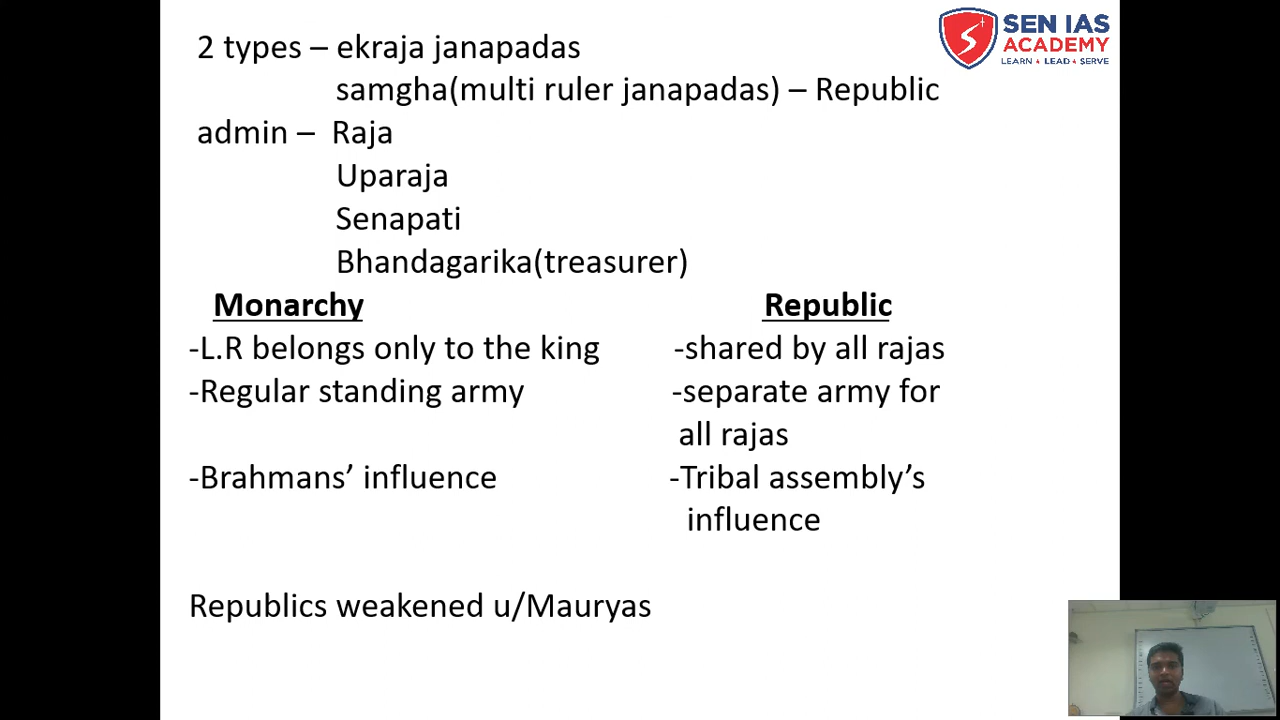 SEN IAS
ACADEMY
LEARN ★ LEAD ★ SERVE
2 types – ekraja janapadas
samgha(multi ruler janapadas) – Republic
admin – Raja
Uparaja
Senapati
Bhandagarika(treasurer)
Monarchy Republic
-L.R belongs only to the king -shared by all rajas
-Regular standing army -separate army for
all rajas
-Brahmans’ influence -Tribal assembly’s
influence
Republics weakened u/Mauryas